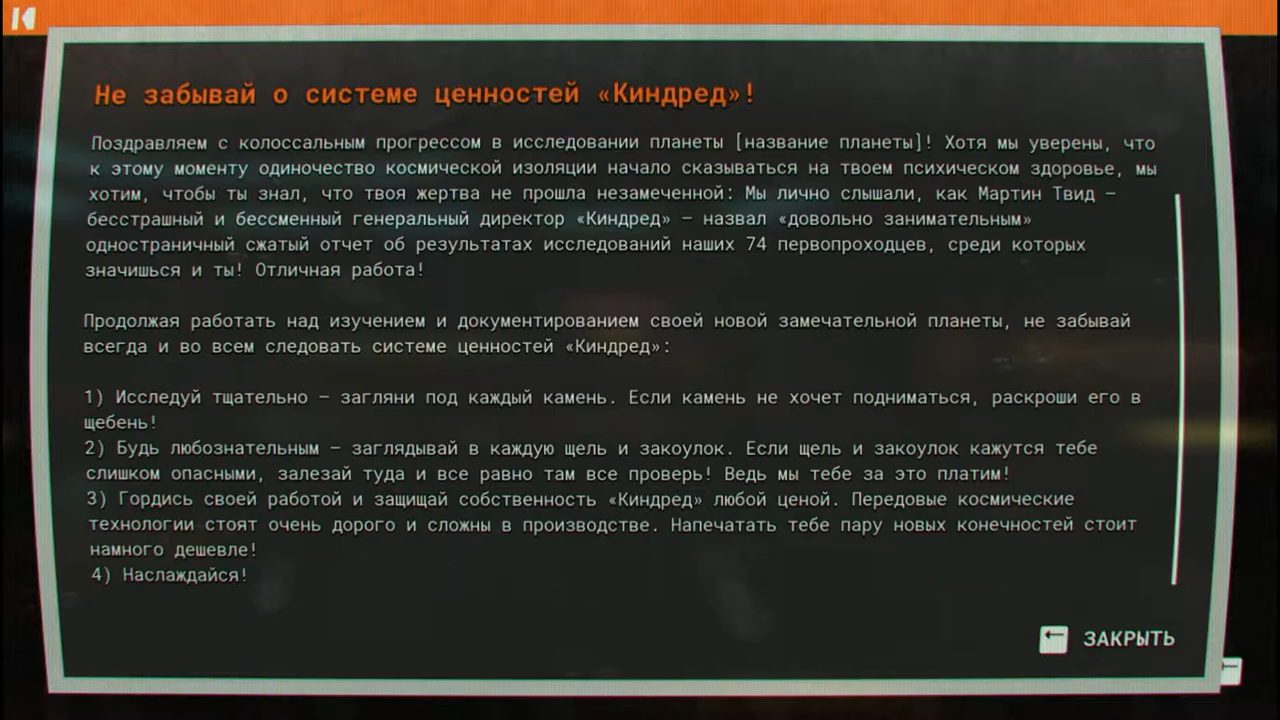 Не забывай о системе ценностей «Киндред»!
Поздравляем с колоссальным прогрессом в исследовании планеты [название планеты]! Хотя мы уверены, что
к этому моменту одиночество космической изоляции начало сказываться на твоем психическом здоровье, мы
хотим, чтобы ты знал, что твоя жертва не прошла незамеченной: Мы лично слышали, как Мартин Твид –
бесстрашный и бессменный генеральный директор «Киндред» – назвал «довольно занимательным»
одностраничный сжатый отчет об результатах исследований наших 74 первопроходцев, среди которых
значишься и ты! Отличная работа!
Продолжая работать над изучением и документированием своей новой замечательной планеты, не забывай
всегда и во всем следовать системе ценностей «Киндред»:
1) Исследуй тщательно – загляни под каждый камень. Если камень не хочет подниматься, раскроши его в
щебень!
2) Будь любознательным – заглядывай в каждую щель и закоулок. Если щель и закоулок кажутся тебе
слишком опасными, залезай туда и все равно там все проверь! Ведь мы тебе за это платим!
3) Гордись своей работой и защищай собственность «Киндред» любой ценой. Передовые космические
технологии стоят очень дорого и сложны в производстве. Напечатать тебе пару новых конечностей стоит
намного дешевле!
4) Наслаждайся!
ЗАКРЫТЬ